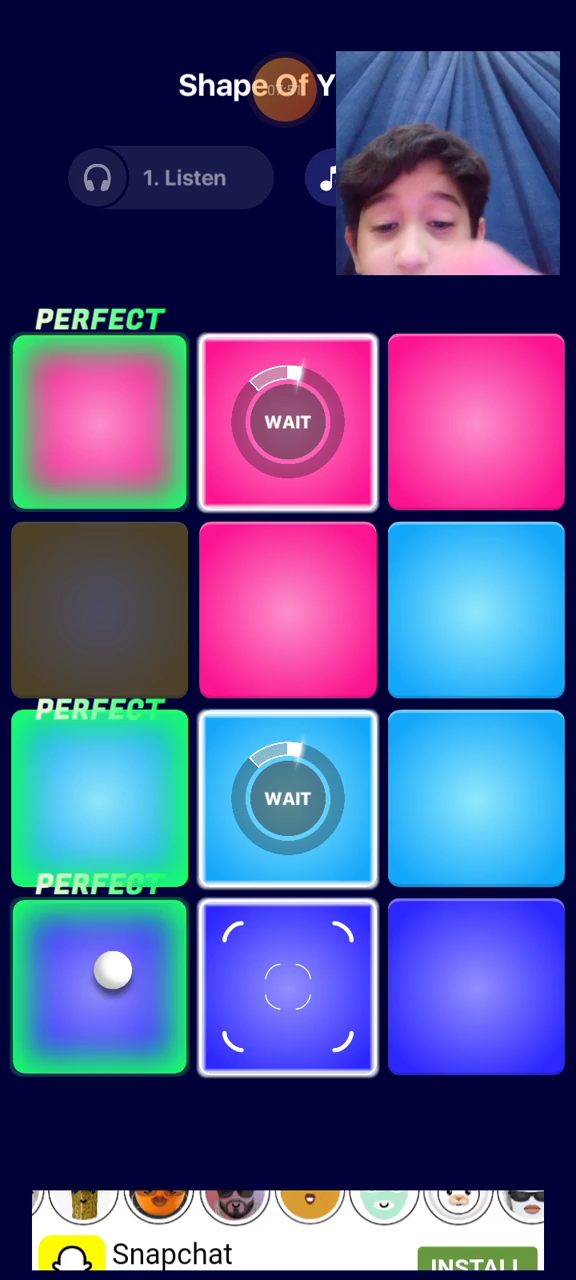 Shape Of Y
1. Listen
PERFECT
WAIT
PERFECT
WAIT
PERFECT
Snapchat
INSTALL